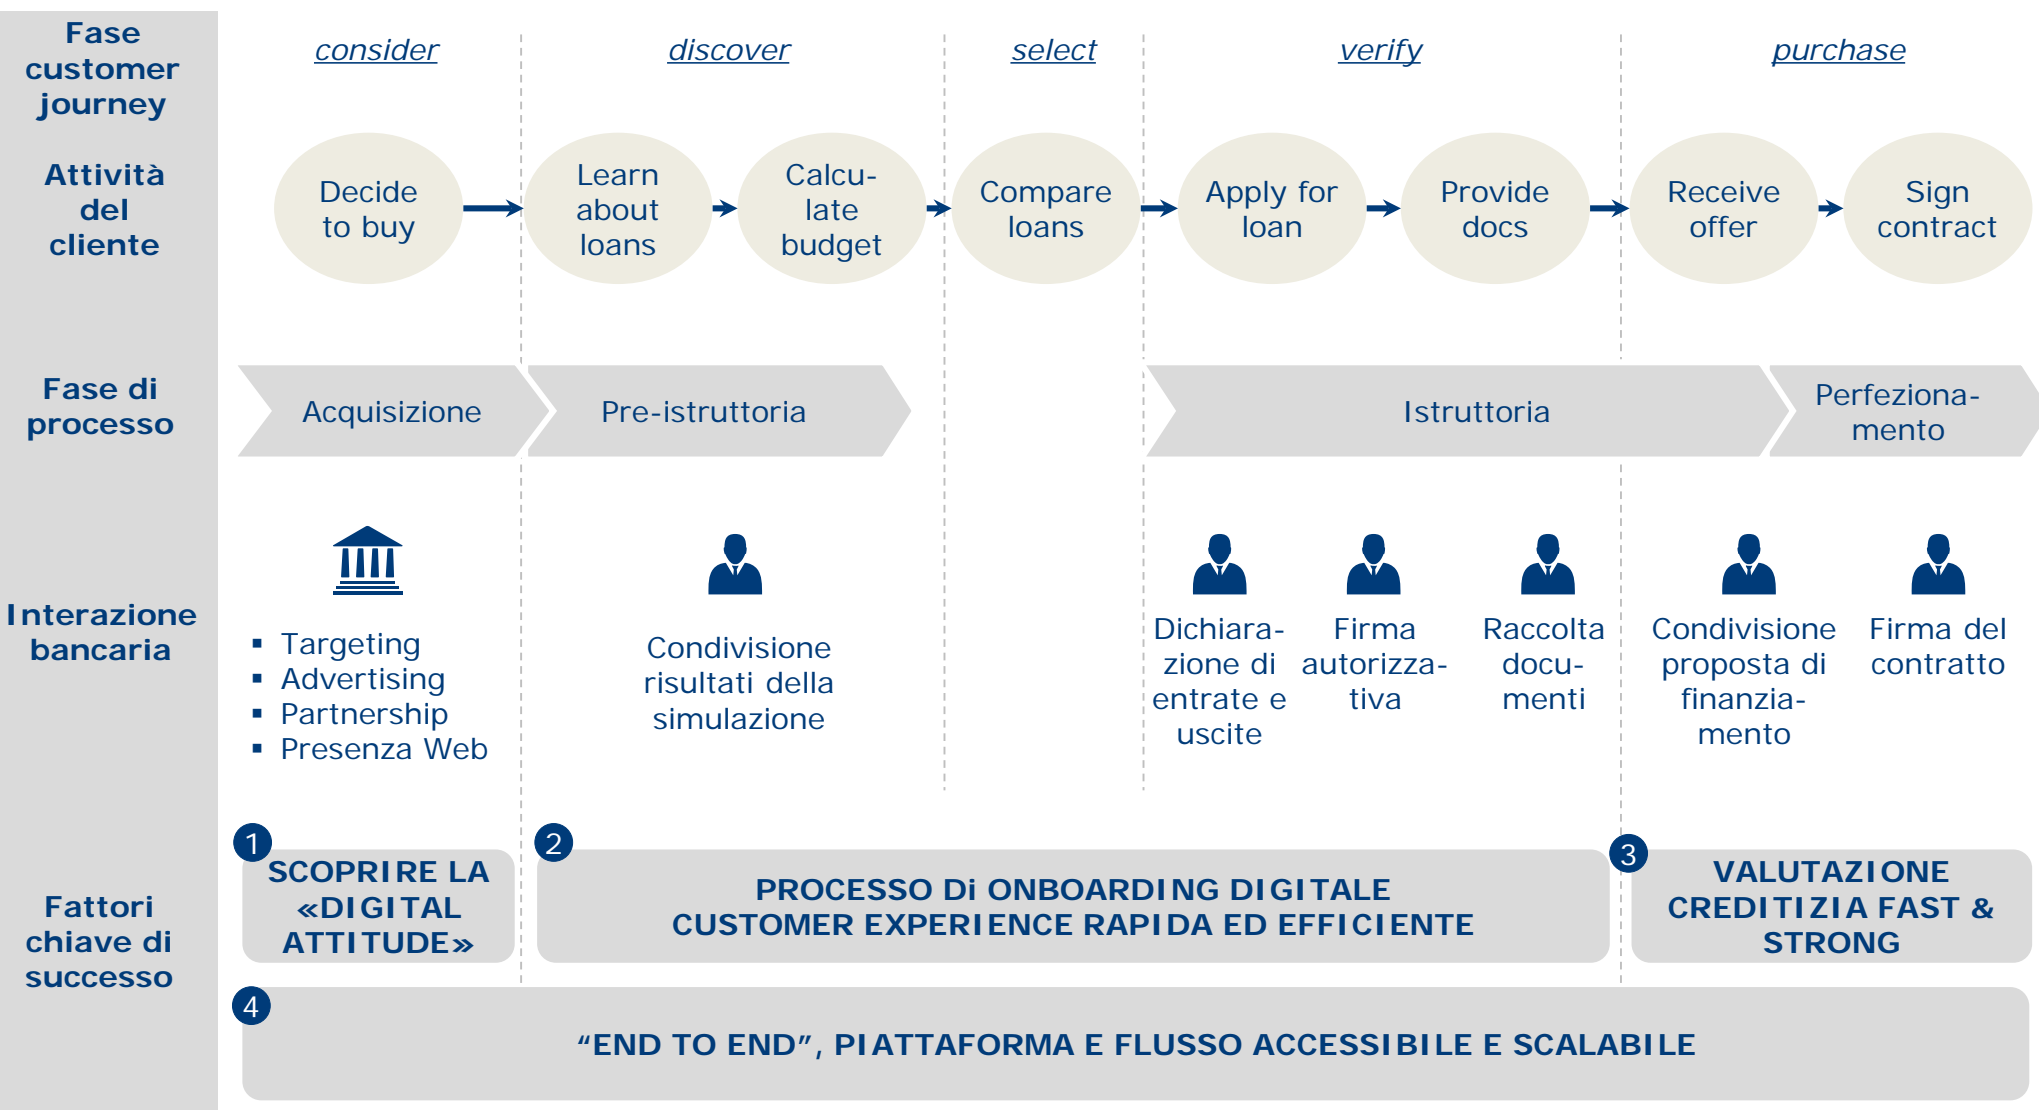 Fase
customer
journey
consider
discover
select
verify
purchase
Attività
del
cliente
Decide
to buy
Learn
about
loans
Calcu-
late
budget
Compare
loans
Apply for
loan
Provide
docs
Receive
offer
Sign
contract
Fase di
processo
Acquisizione
Pre-istruttoria
Istruttoria
Perfeziona-
mento
Interazione
bancaria
▪ Targeting
▪ Advertising
▪ Partnership
▪ Presenza Web
Condivisione
risultati della
simulazione
Dichiara-
zione di
entrate e
uscite
Firma
autorizza-
tiva
Raccolta
docu-
menti
Condivisione
proposta di
finanzia-
mento
Firma del
contratto
Fattori
chiave di
successo
1
SCOPRIRE LA
«DIGITAL
ATTITUDE»
2
PROCESSO Di ONBOARDING DIGITALE
CUSTOMER EXPERIENCE RAPIDA ED EFFICIENTE
3
VALUTAZIONE
CREDITIZIA FAST &
STRONG
4
“END TO END”, PIATTAFORMA E FLUSSO ACCESSIBILE E SCALABILE